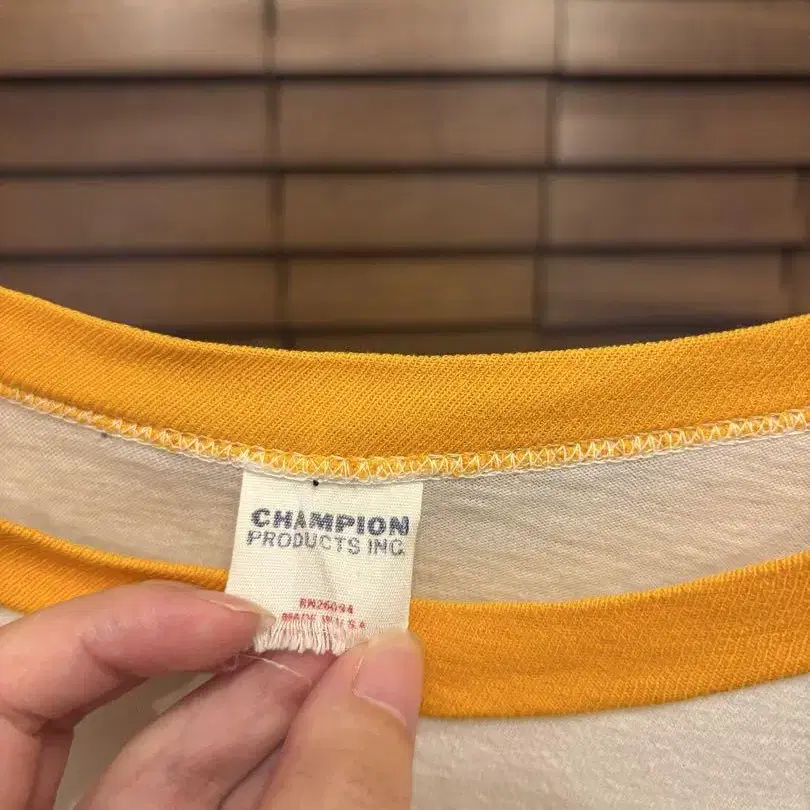 CHAMPION
PRODUCTS INC.
RN26094
MADE IN U.S.A